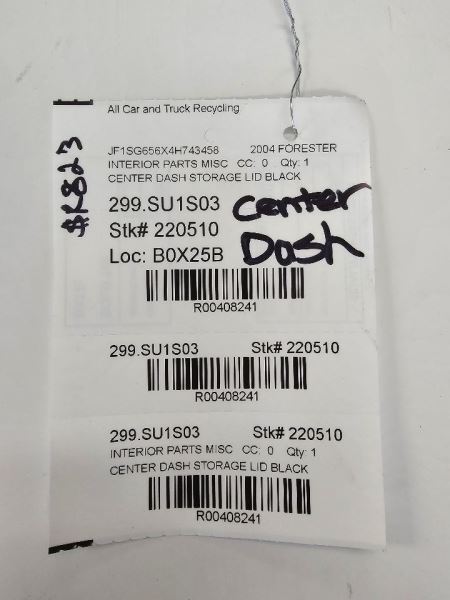 All Car and Truck Recycling
JF1SG656X4H743458 2004 FORESTER
INTERIOR PARTS MISC CC: 0 Qty: 1
CENTER DASH STORAGE LID BLACK
299.SU1S03
Stk# 220510
Loc: B0X25B
Center
Dash
R00408241
299.SU1S03 Stk# 220510
R00408241
299.SU1S03 Stk# 220510
INTERIOR PARTS MISC CC: 0 Qty: 1
CENTER DASH STORAGE LID BLACK
R00408241